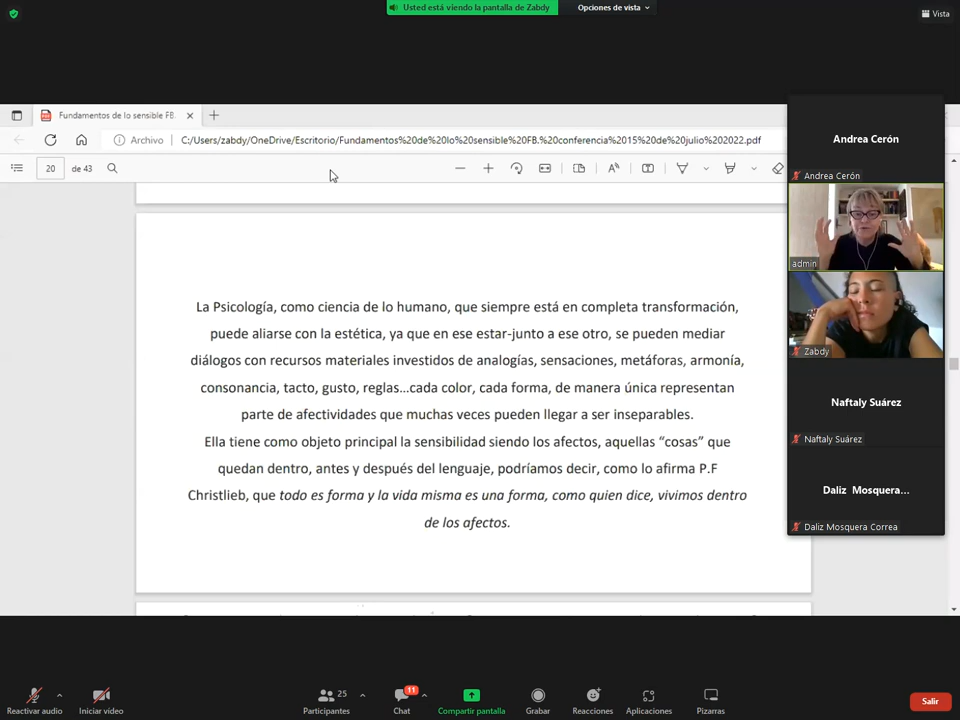 Usted está viendo la pantalla de Zabdy
Opciones de vista
Vista
Fundamentos de lo sensible FB.
Archivo
C:/Users/zabdy/OneDrive/Escritorio/Fundamentos%20de%20lo%20sensible%20FB.%20conferencia%2015%20de%20julio%202022.pdf
20 de 43
La Psicología, como ciencia de lo humano, que siempre está en completa transformación,
puede aliarse con la estética, ya que en ese estar-junto a ese otro, se pueden mediar
diálogos con recursos materiales investidos de analogías, sensaciones, metáforas, armonía,
consonancia, tacto, gusto, reglas...cada color, cada forma, de manera única representan
parte de afectividades que muchas veces pueden llegar a ser inseparables.
Ella tiene como objeto principal la sensibilidad siendo los afectos, aquellas “cosas” que
quedan dentro, antes y después del lenguaje, podríamos decir, como lo afirma P.F
Christlieb, que todo es forma y la vida misma es una forma, como quien dice, vivimos dentro
de los afectos.
Andrea Cerón
Andrea Cerón
admin
Zabdy
Naftaly Suárez
Naftaly Suárez
Daliz Mosquera...
Daliz Mosquera Correa
Reactivar audio
Iniciar video
25
Participantes
11
Chat
Compartir pantalla
Grabar
Reacciones
Aplicaciones
Pizarras
Salir